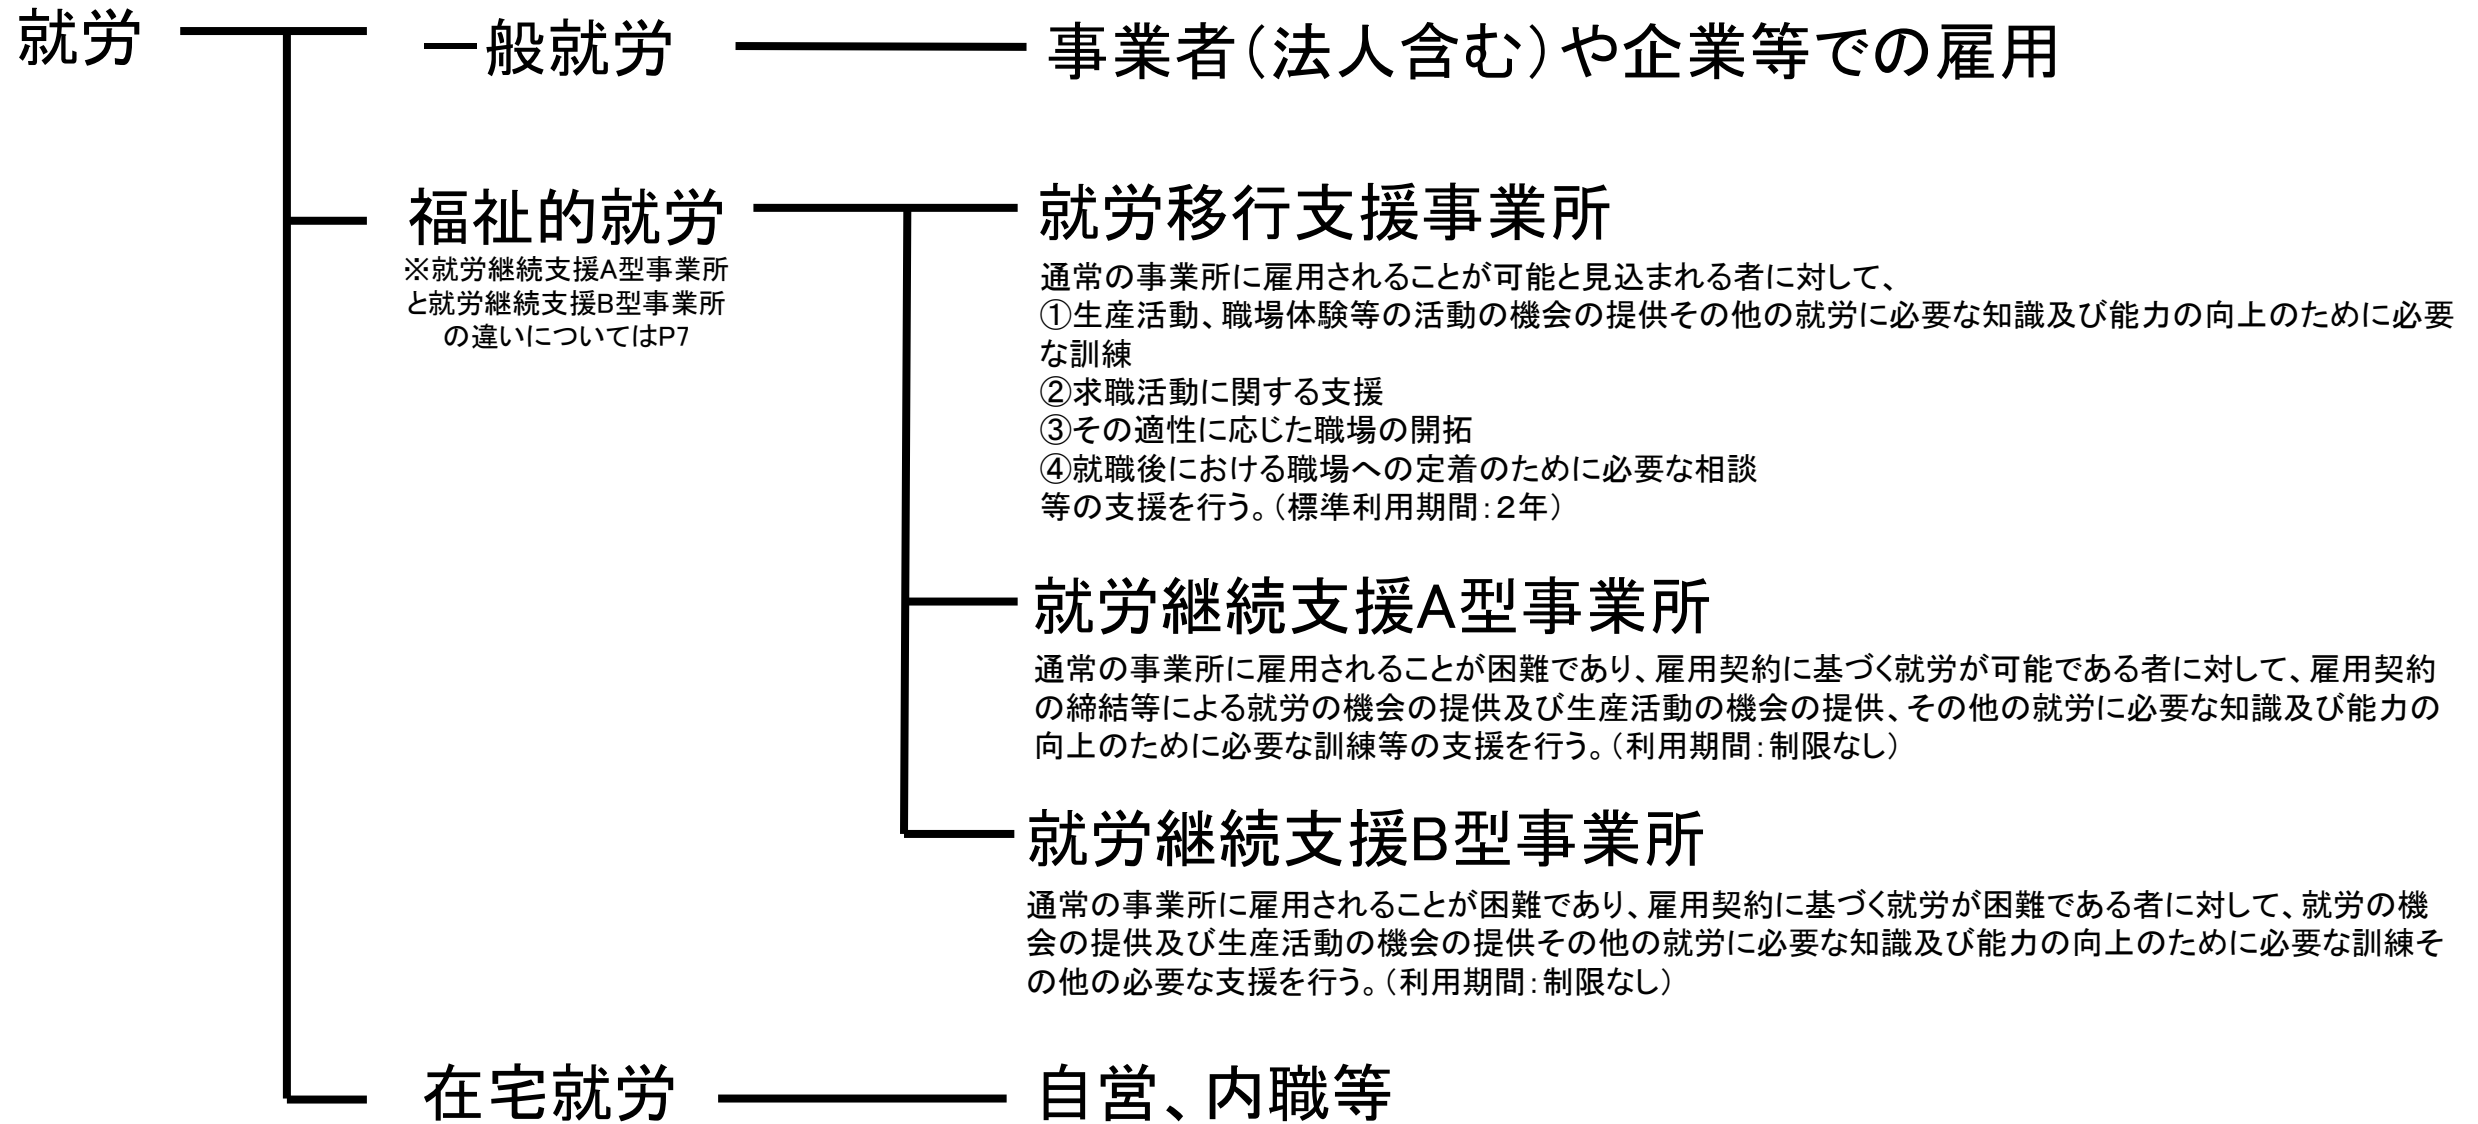 就労
一般就労
事業者（法人含む）や企業等での雇用
福祉的就労
※就労継続支援A型事業所
と就労継続支援B型事業所
の違いについてはP7
就労移行支援事業所
通常の事業所に雇用されることが可能と見込まれる者に対して、
①生産活動、職場体験等の活動の機会の提供その他の就労に必要な知識及び能力の向上のために必要
な訓練
②求職活動に関する支援
③その適性に応じた職場の開拓
④就職後における職場への定着のために必要な相談
等の支援を行う。（標準利用期間：２年）
就労継続支援A型事業所
通常の事業所に雇用されることが困難であり、雇用契約に基づく就労が可能である者に対して、雇用契約
の締結等による就労の機会の提供及び生産活動の機会の提供、その他の就労に必要な知識及び能力の
向上のために必要な訓練等の支援を行う。（利用期間：制限なし）
就労継続支援B型事業所
通常の事業所に雇用されることが困難であり、雇用契約に基づく就労が困難である者に対して、就労の機
会の提供及び生産活動の機会の提供その他の就労に必要な知識及び能力の向上のために必要な訓練そ
の他の必要な支援を行う。（利用期間：制限なし）
在宅就労
自営、内職等